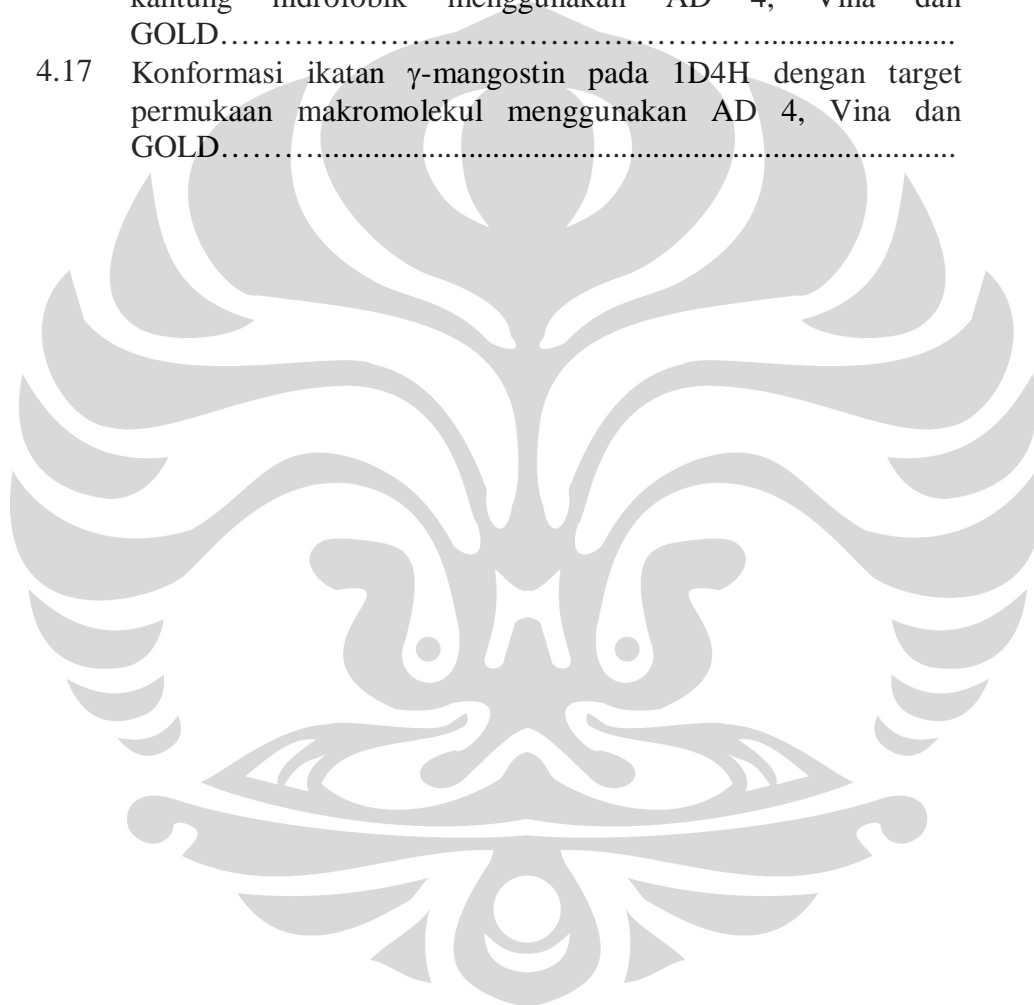 kantung hidrofobik menggunakan AD 4, Vina dan
GOLD……………………………………………........................
4.17 Konformasi ikatan γ-mangostin pada 1D4H dengan target
permukaan makromolekul menggunakan AD 4, Vina dan
GOLD………...............................................................................